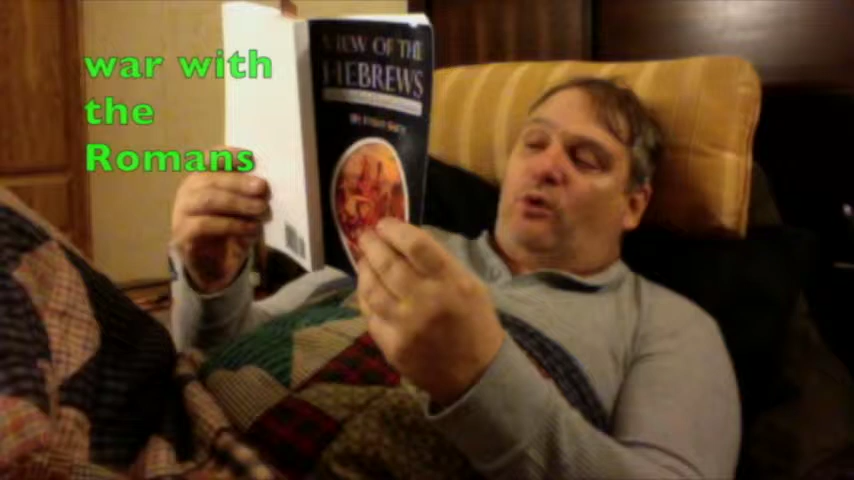 war with
the
Romans
VIEW OF THE
HEBREWS